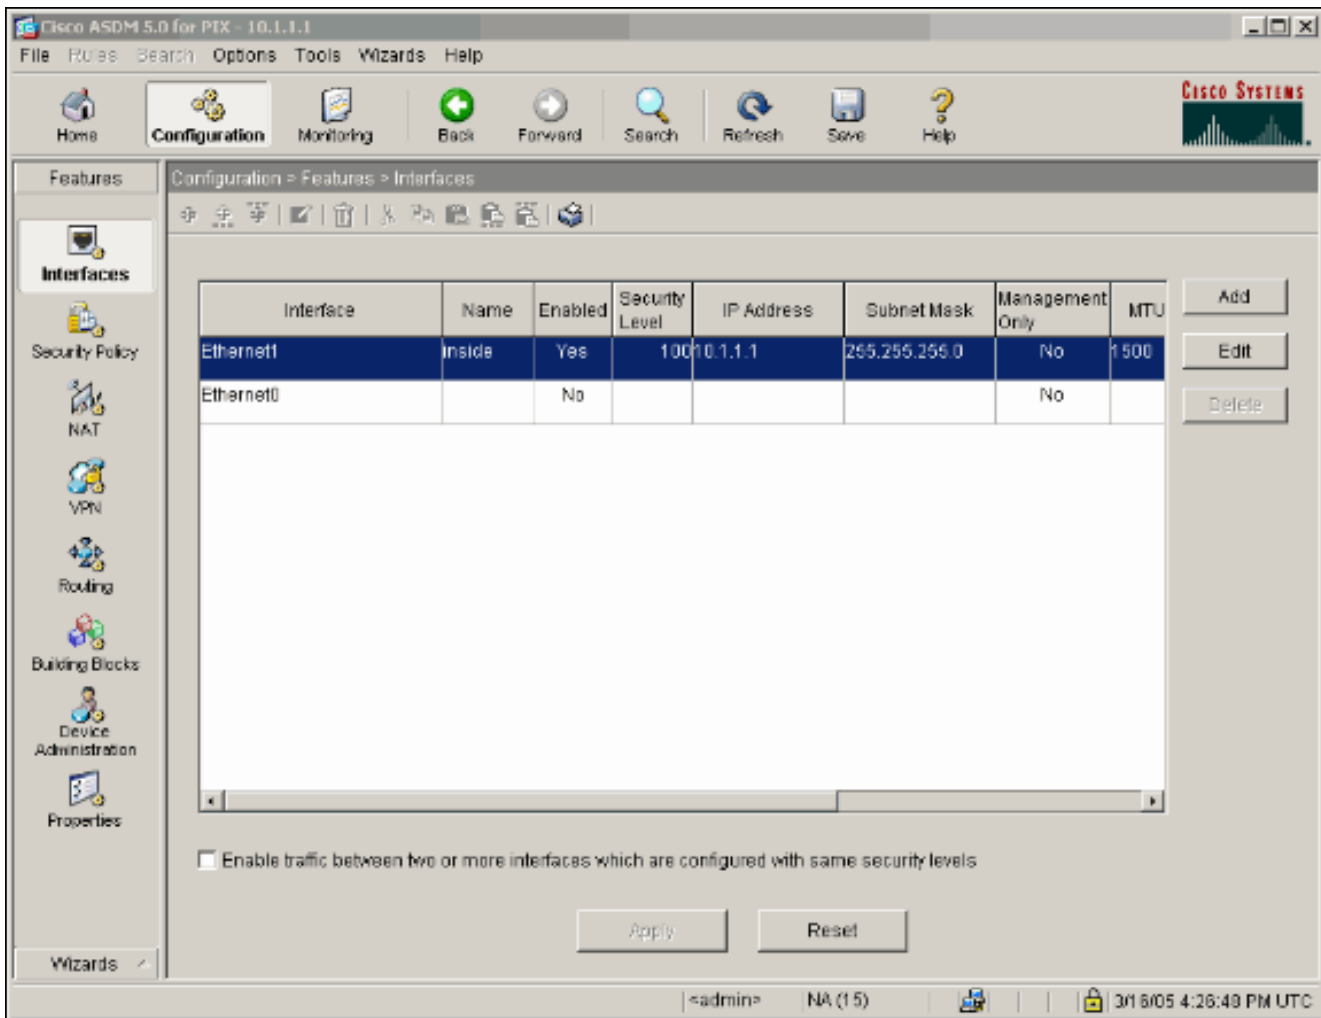 Cisco ASDM 5.0 for PIX - 10.1.1.1
File Rules Search Options Tools Wizards Help
Home Configuration Monitoring Back Forward Search Refresh Save Help
CISCO SYSTEMS
Features
Configuration > Features > Interfaces
Interfaces
Security Policy
NAT
VPN
Routing
Building Blocks
Device
Administration
Properties
Wizards
Interface Name Enabled Security Level IP Address Subnet Mask Management Only MTU
Ethernet1 inside Yes 100 10.1.1.1 255.255.255.0 No 1500
Ethernet0 No No
Add
Edit
Delete
Enable traffic between two or more interfaces which are configured with same security levels
Apply Reset
<admin> NA (15) 3/16/05 4:26:48 PM UTC